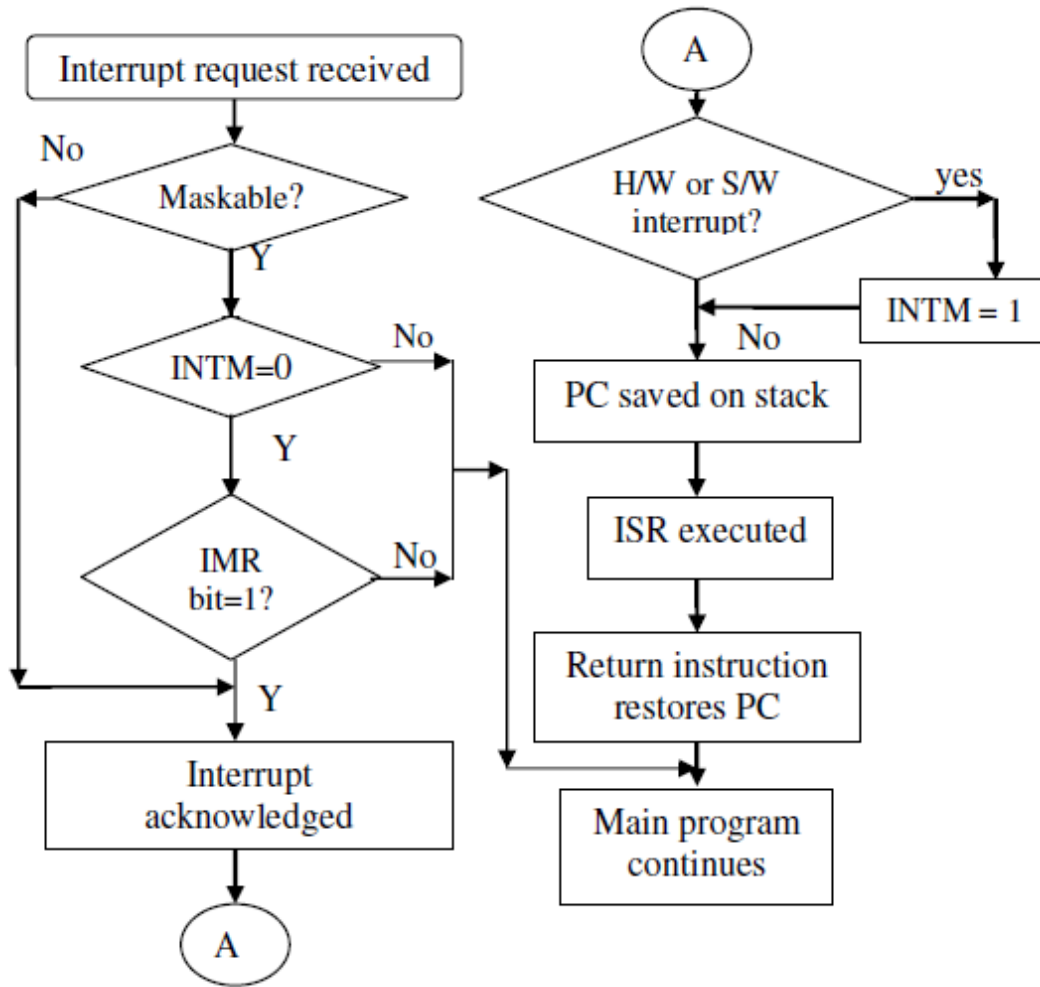 Interrupt request received
No
Maskable?
Y
INTM=0
No
Y
IMR
bit=1?
No
Y
Interrupt
acknowledged
A
A
H/W or S/W
interrupt?
yes
INTM = 1
No
PC saved on stack
ISR executed
Return instruction
restores PC
Main program
continues